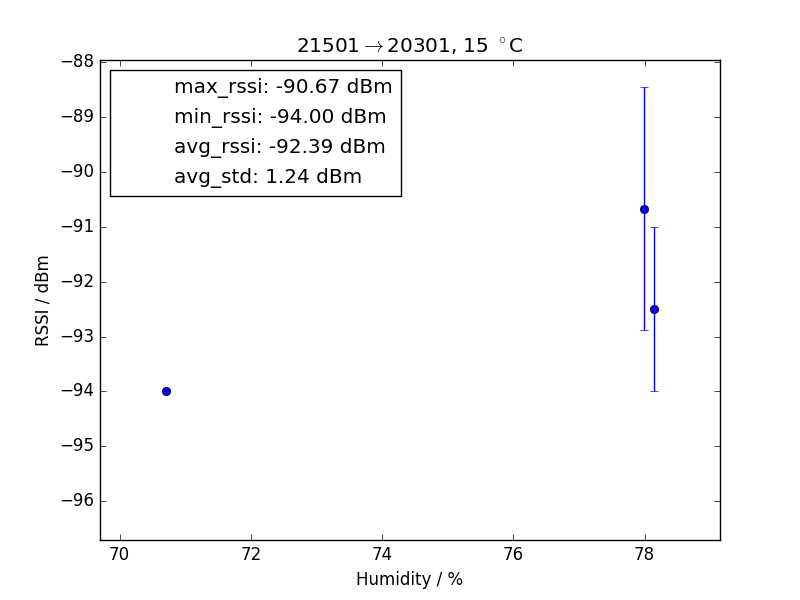 21501→20301, 15 °C
max_rssi: -90.67 dBm
min_rssi: -94.00 dBm
avg_rssi: -92.39 dBm
avg_std: 1.24 dBm
RSSI / dBm
−88
−89
−90
−91
−92
−93
−94
−95
−96
70 72 74 76 78
Humidity / %